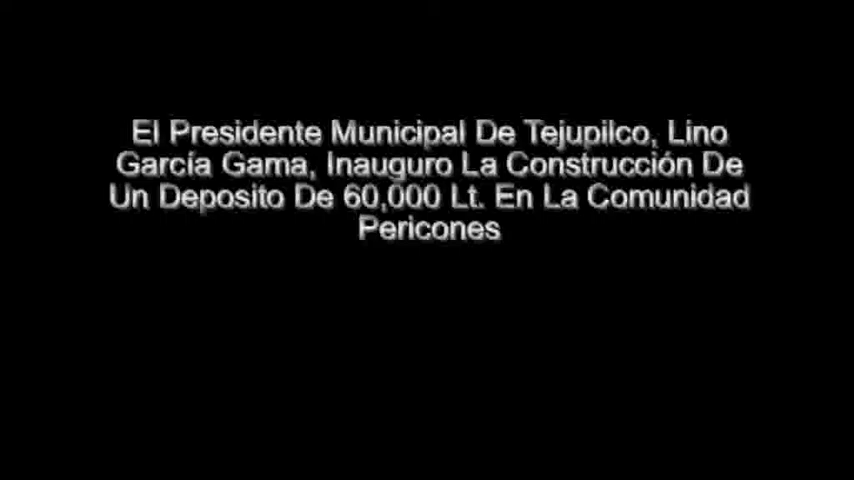 El Presidente Municipal De Tejupilco, Lino
García Gama, Inauguro La Construcción De
Un Deposito De 60,000 Lt. En La Comunidad
Pericones